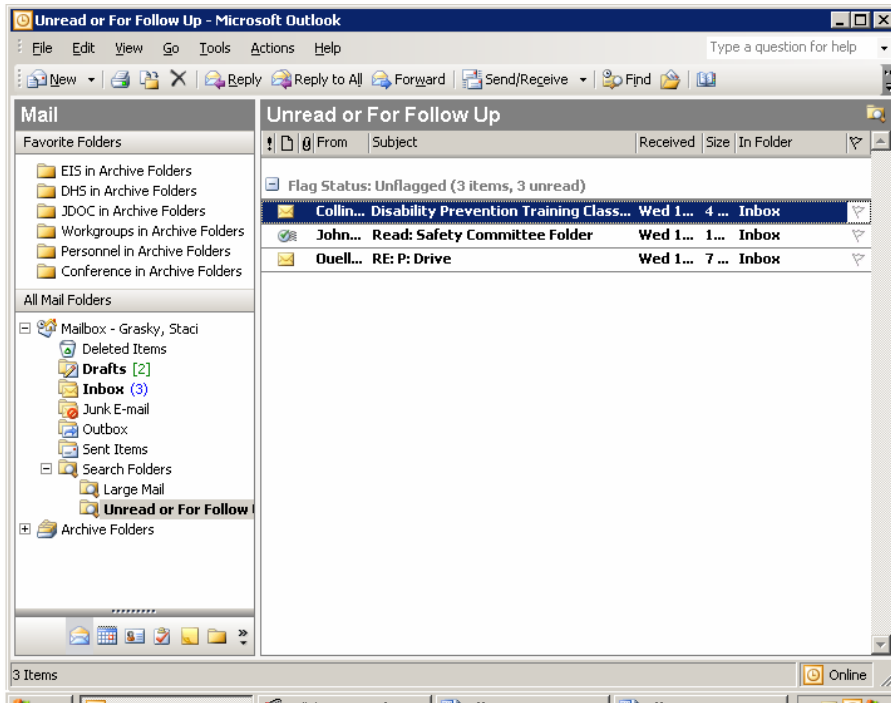 Unread or For Follow Up - Microsoft Outlook
File Edit View Go Tools Actions Help Type a question for help
New Reply Reply to All Forward Send/Receive Find
Mail
Favorite Folders
EIS in Archive Folders
DHS in Archive Folders
JDOC in Archive Folders
Workgroups in Archive Folders
Personnel in Archive Folders
Conference in Archive Folders
All Mail Folders
Mailbox - Grasky, Staci
Deleted Items
Drafts [2]
Inbox (3)
Junk E-mail
Outbox
Sent Items
Search Folders
Large Mail
Unread or For Follow
Archive Folders
Unread or For Follow Up
! From Subject Received Size In Folder
Flag Status: Unflagged (3 items, 3 unread)
Collin... Disability Prevention Training Class... Wed 1... 4 ... Inbox
John... Read: Safety Committee Folder Wed 1... 1... Inbox
Ouell... RE: P: Drive Wed 1... 7 ... Inbox
3 Items Online